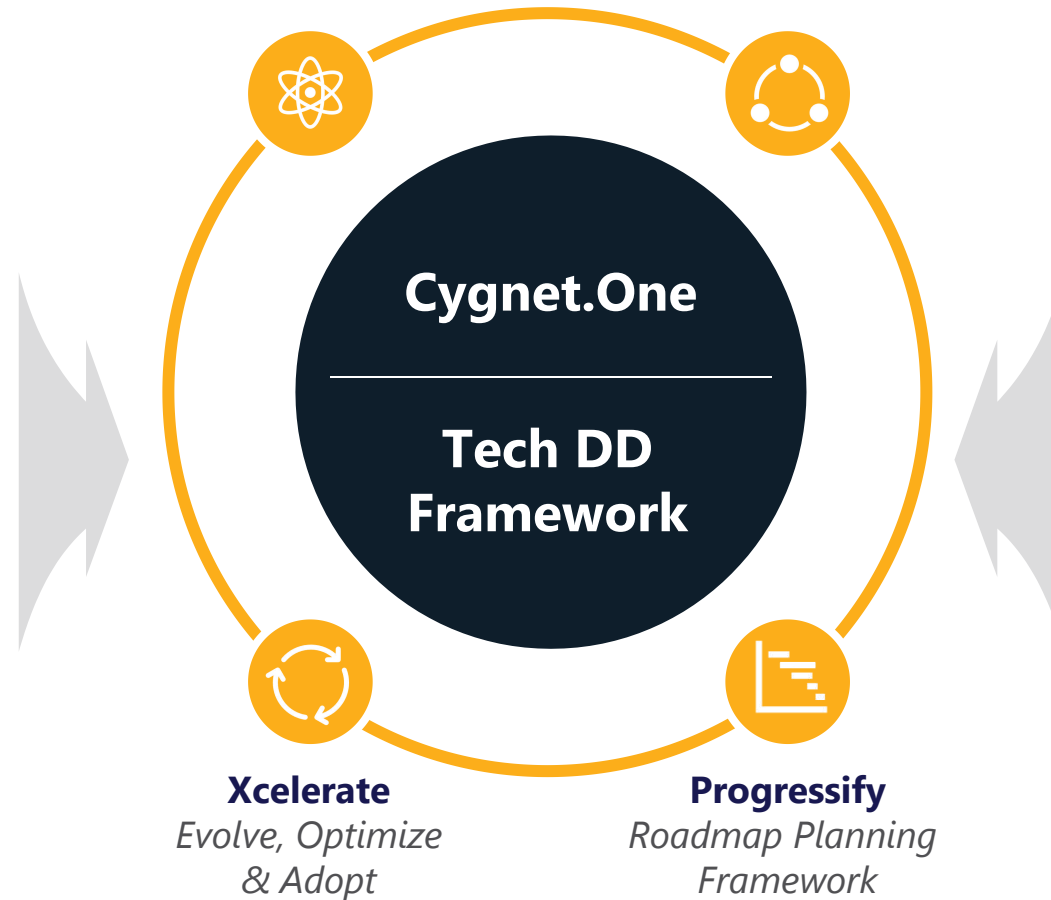 Cygnet.One
Tech DD
Framework
Xcelerate
Evolve, Optimize
& Adopt
Progressify
Roadmap Planning
Framework